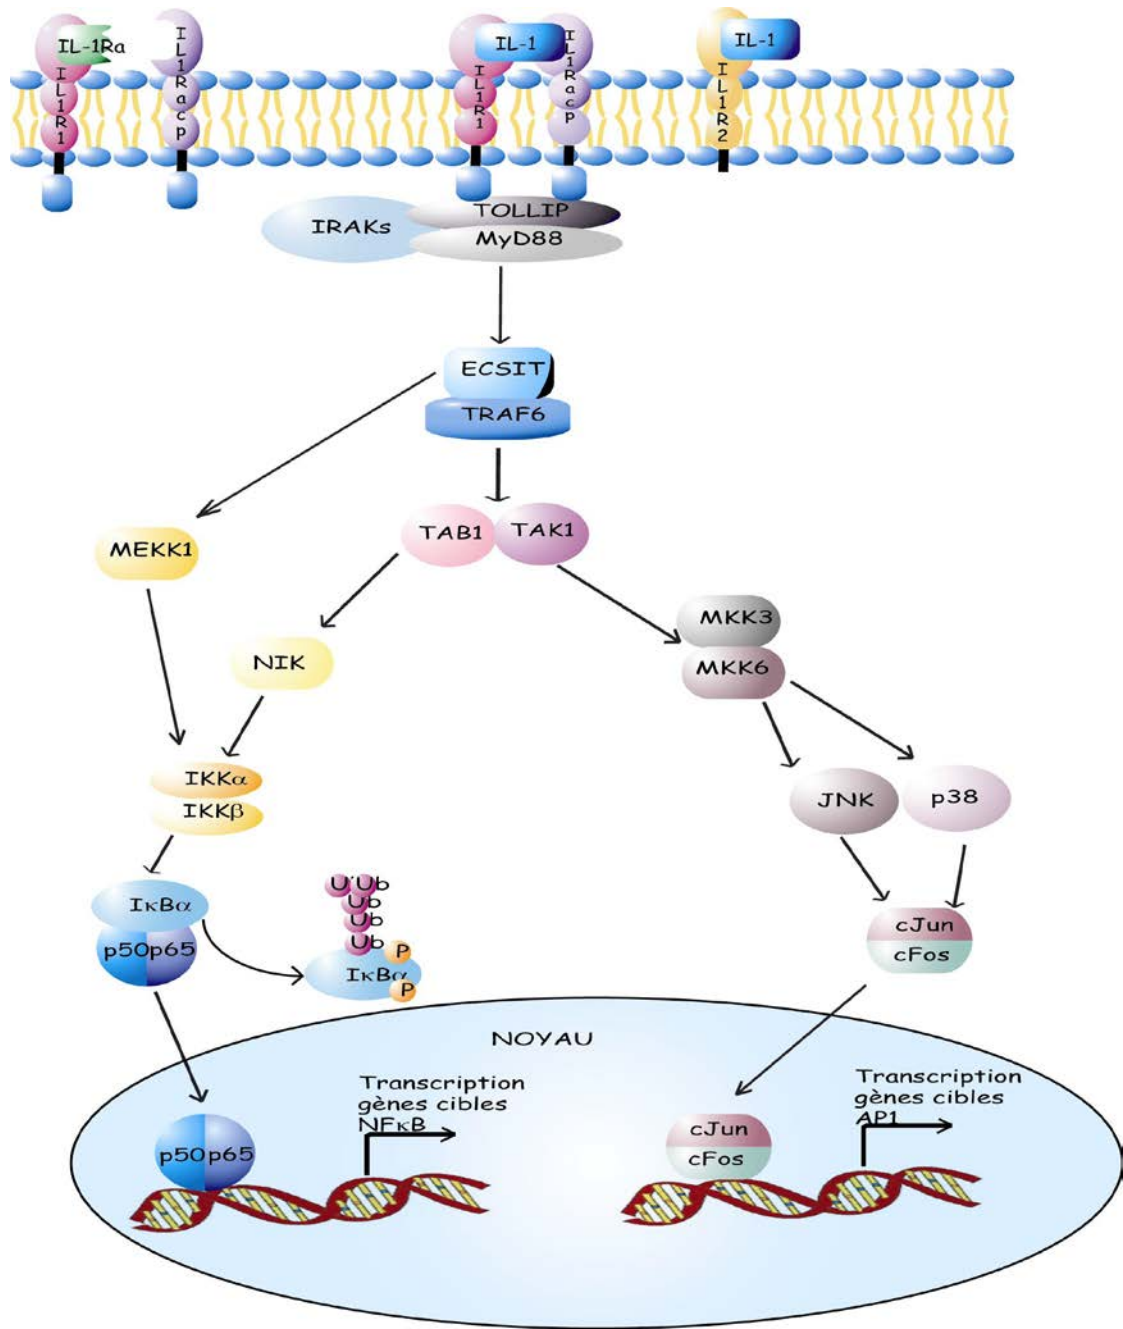 IL-1Ra
IL1R1
IL1Racp
IL-1
IL1R1
IL1Racp
IL-1
IL1R2
IRAKs
TOLLIP
MyD88
ECSIT
TRAF6
MEKK1
TAB1
TAK1
MKK3
MKK6
NIK
IKKα
IKKβ
JNK
p38
IκBα
p50p65
U Ub
Ub
Ub
Ub
P
IκBα
P
cJun
cFos
NOYAU
Transcription
gènes cibles
NFκB
Transcription
gènes cibles
AP1
p50p65
cJun
cFos